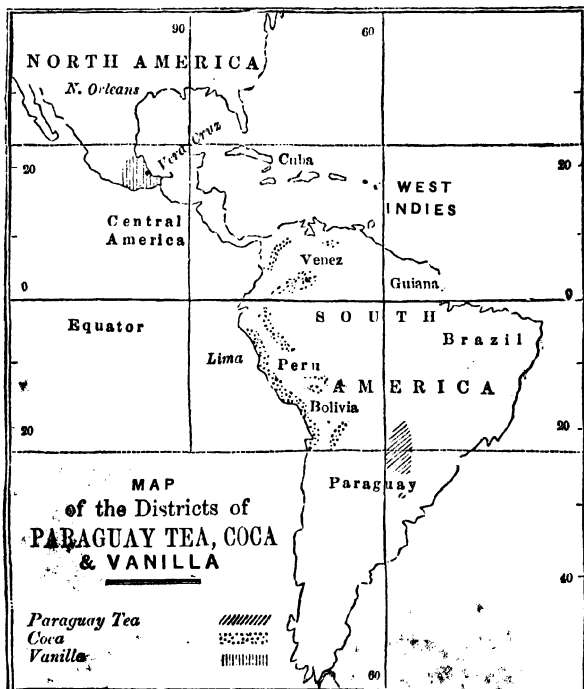 90 60
NORTH AMERICA
N. Orleans
Vera Cruz
Cuba
20 20
WEST
INDIES
Central
America
Venez
Guiana
0 0
SOUTH
Equator
Brazil
Lima
Peru
AMERICA
Bolivia
20 20
Paraguay
MAP
of the Districts of
PARAGUAY TEA, COCA
& VANILLA
40
Paraguay Tea
Coca
Vanilla
60